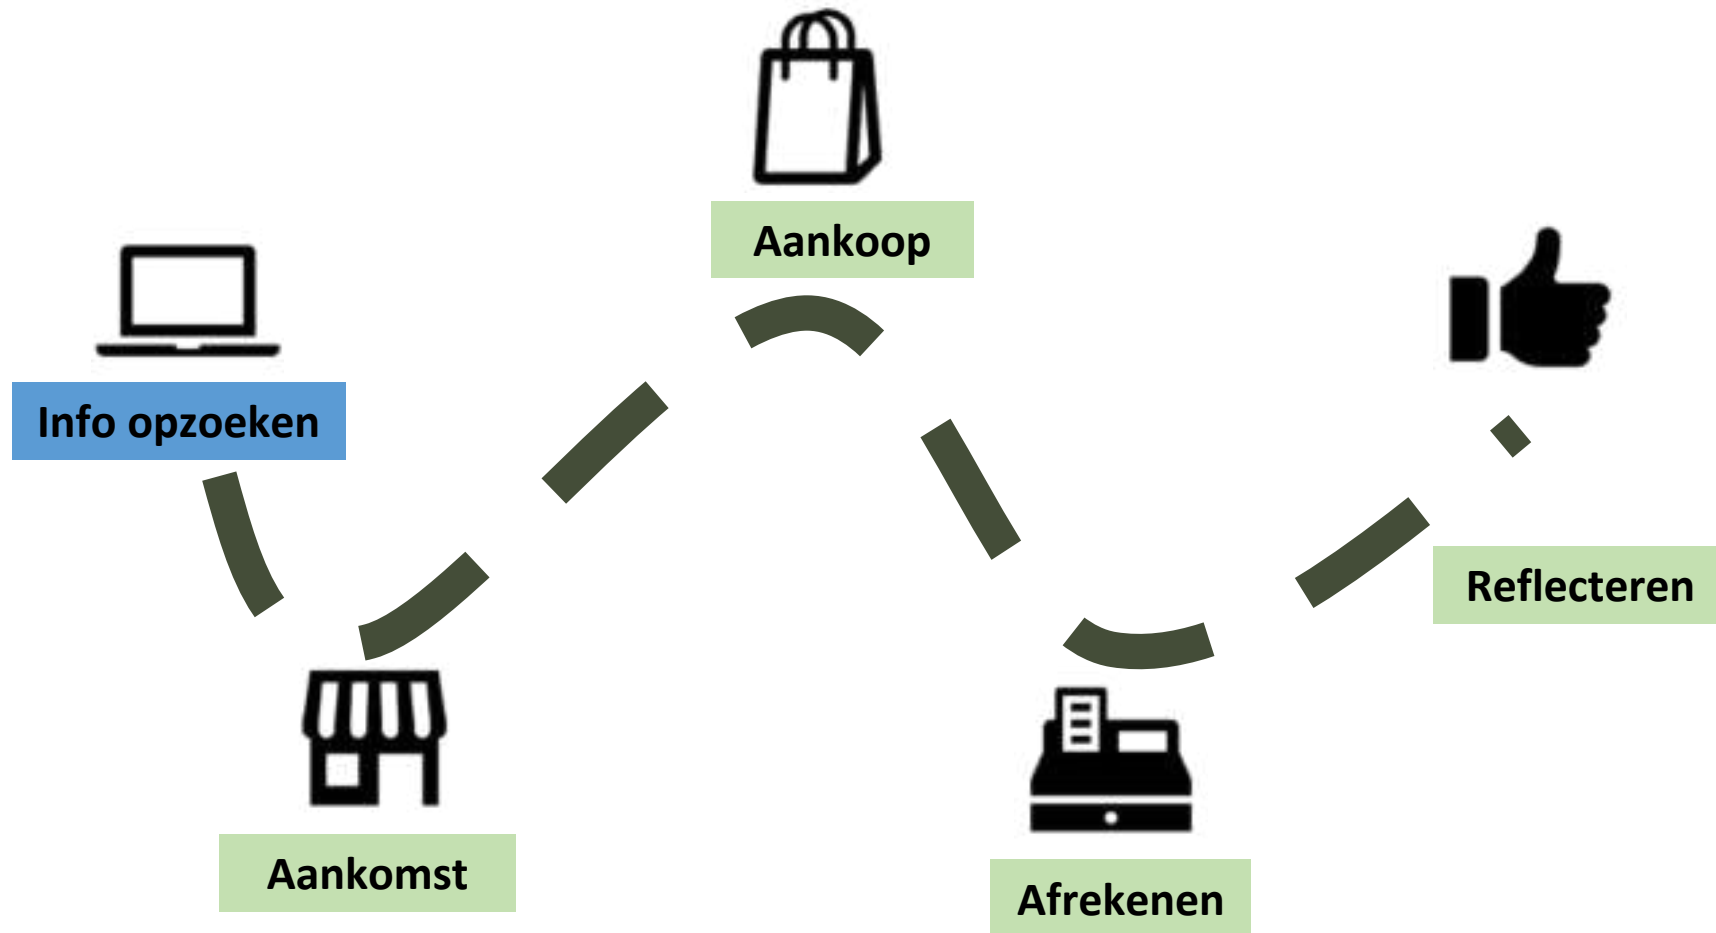 Info opzoeken
Aankomst
Aankoop
Afrekenen
Reflecteren